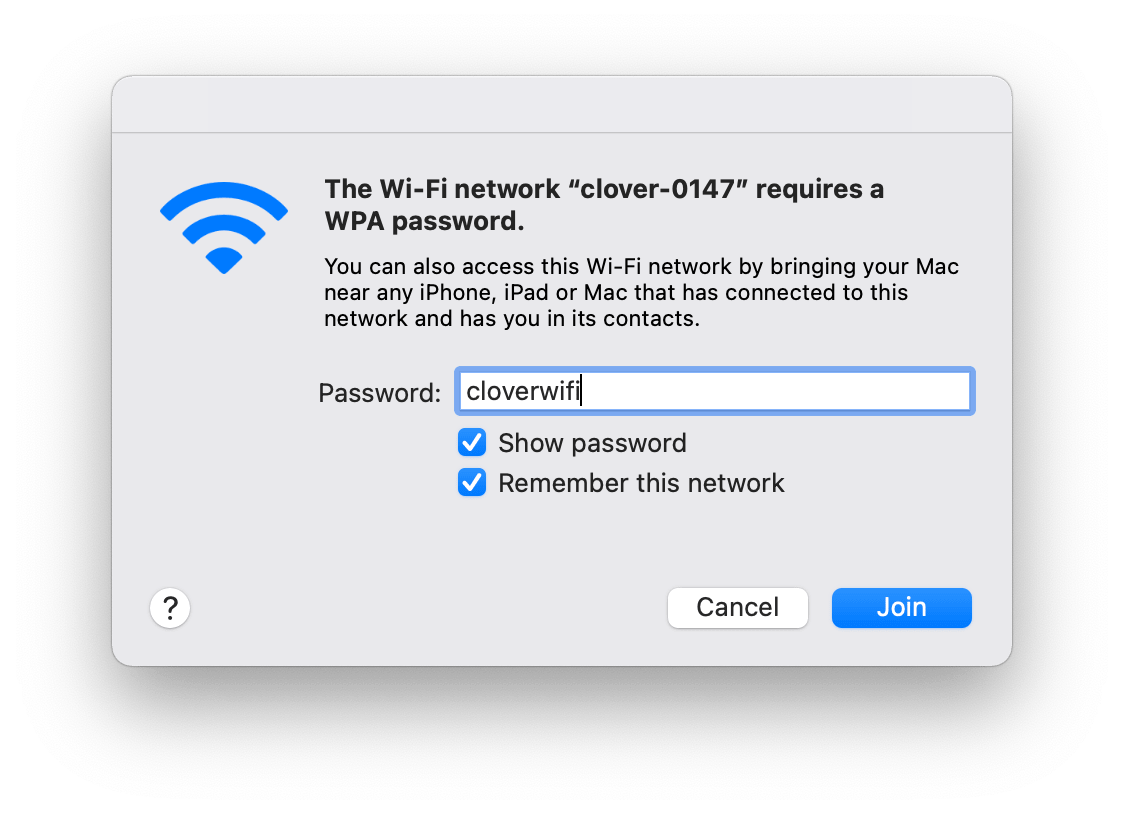 The Wi-Fi network “clover-0147” requires a
WPA password.
You can also access this Wi-Fi network by bringing your Mac
near any iPhone, iPad or Mac that has connected to this
network and has you in its contacts.
Password: cloverwifi
Show password
Remember this network
? Cancel Join